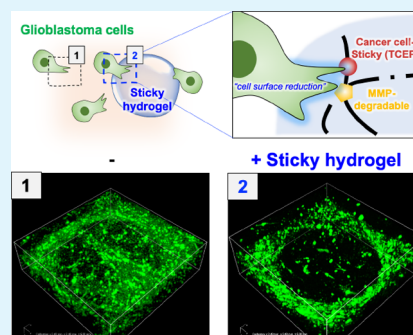 Glioblastoma cells
1
2
Sticky
hydrogel
Cancer cell-
Sticky (TCEP
"cell surface reduction"
MMP-
degradable
-
+ Sticky hydrogel
1
2